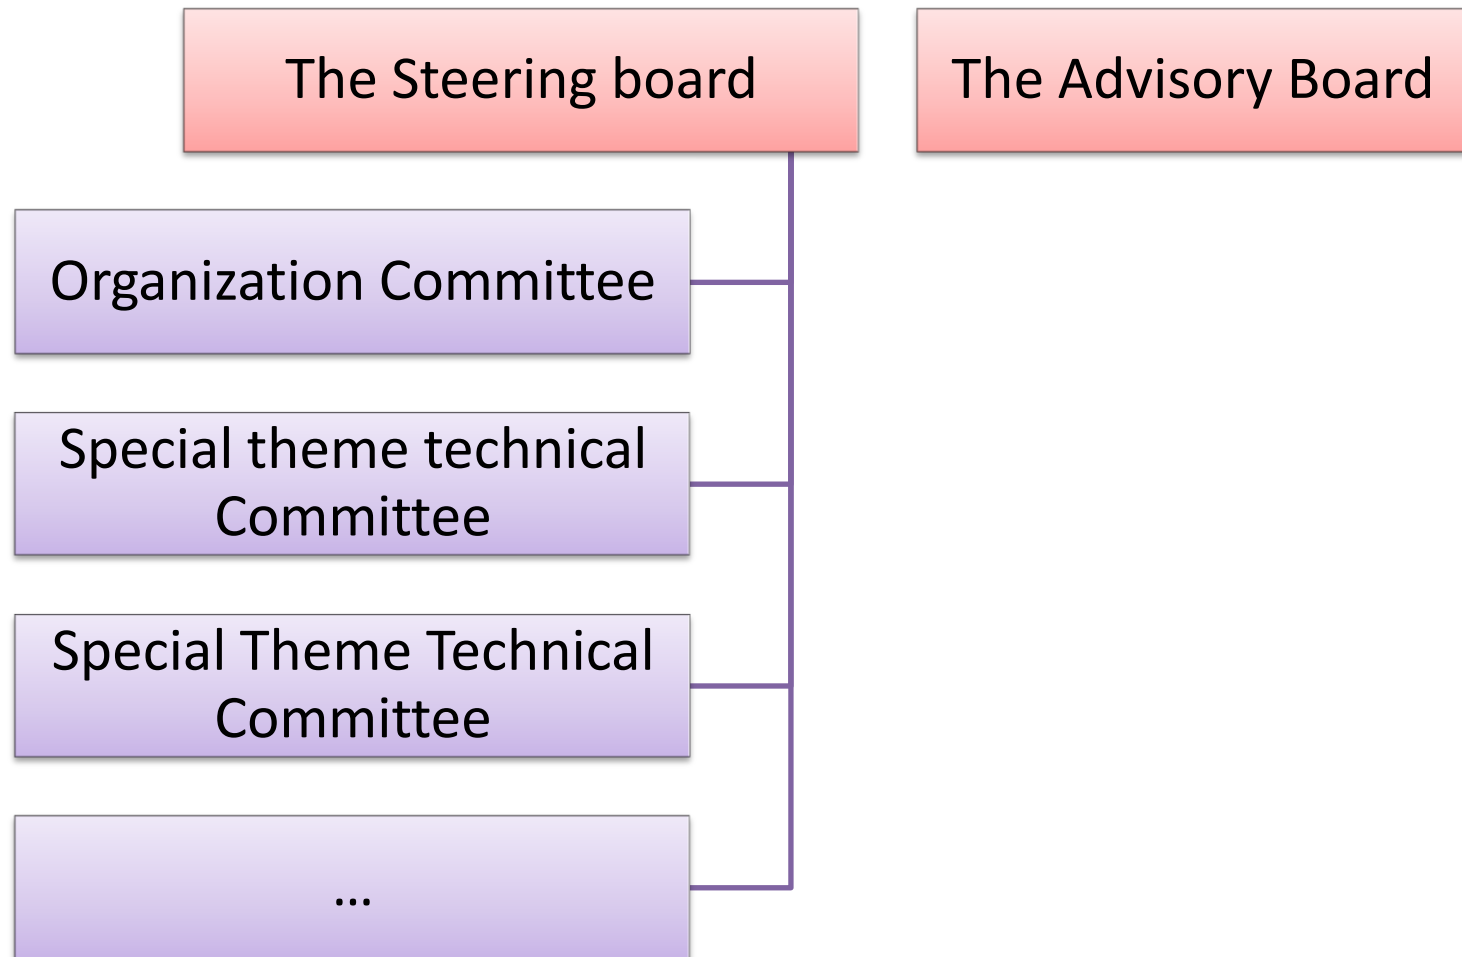 The Steering board
The Advisory Board
Organization Committee
Special theme technical
Committee
Special Theme Technical
Committee
...